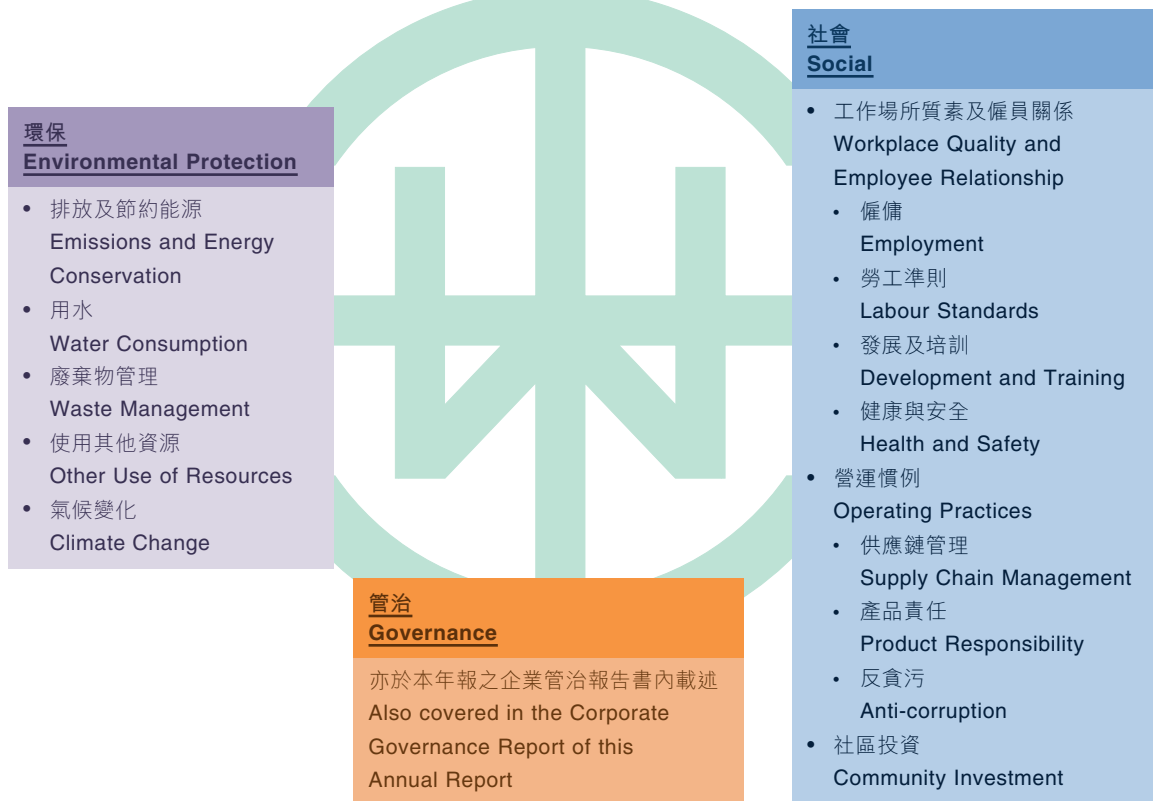 環保
Environmental Protection
• 排放及節約能源
Emissions and Energy
Conservation
• 用水
Water Consumption
• 廢棄物管理
Waste Management
• 使用其他資源
Other Use of Resources
• 氣候變化
Climate Change
管治
Governance
亦於本年報之企業管治報告書內載述
Also covered in the Corporate
Governance Report of this
Annual Report
社會
Social
• 工作場所質素及僱員關係
Workplace Quality and
Employee Relationship
• 僱傭
Employment
• 勞工準則
Labour Standards
• 發展及培訓
Development and Training
• 健康與安全
Health and Safety
• 營運慣例
Operating Practices
• 供應鏈管理
Supply Chain Management
• 產品責任
Product Responsibility
• 反貪污
Anti-corruption
• 社區投資
Community Investment